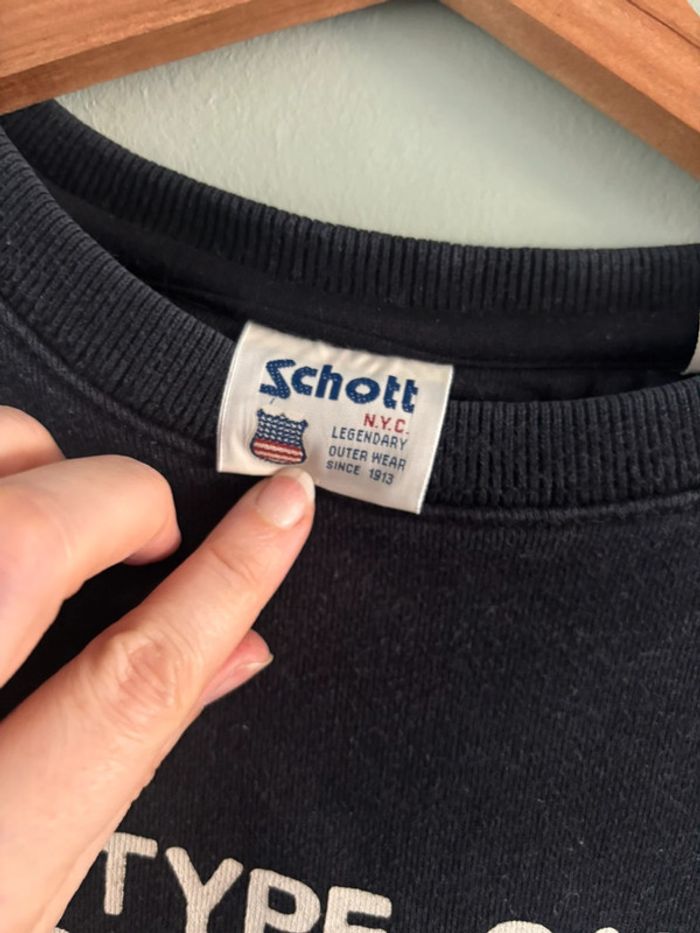 Schott
N.Y.C.
LEGENDARY
OUTER WEAR
SINCE 1913
TYPE